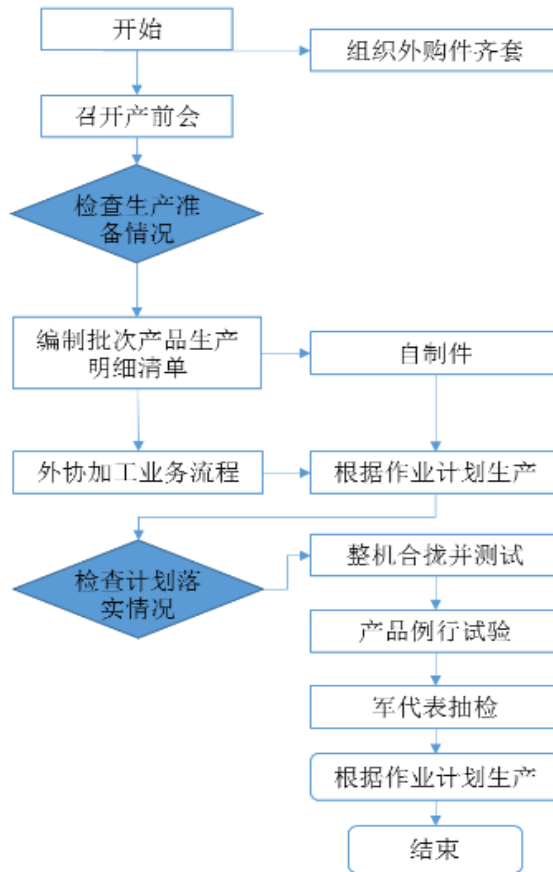 开始
组织外购件齐套
召开产前会
检查生产准
备情况
编制批次产品生产
明细清单
自制件
外协加工业务流程
根据作业计划生产
检查计划落
实情况
整机合拢并测试
产品例行试验
军代表抽检
根据作业计划生产
结束